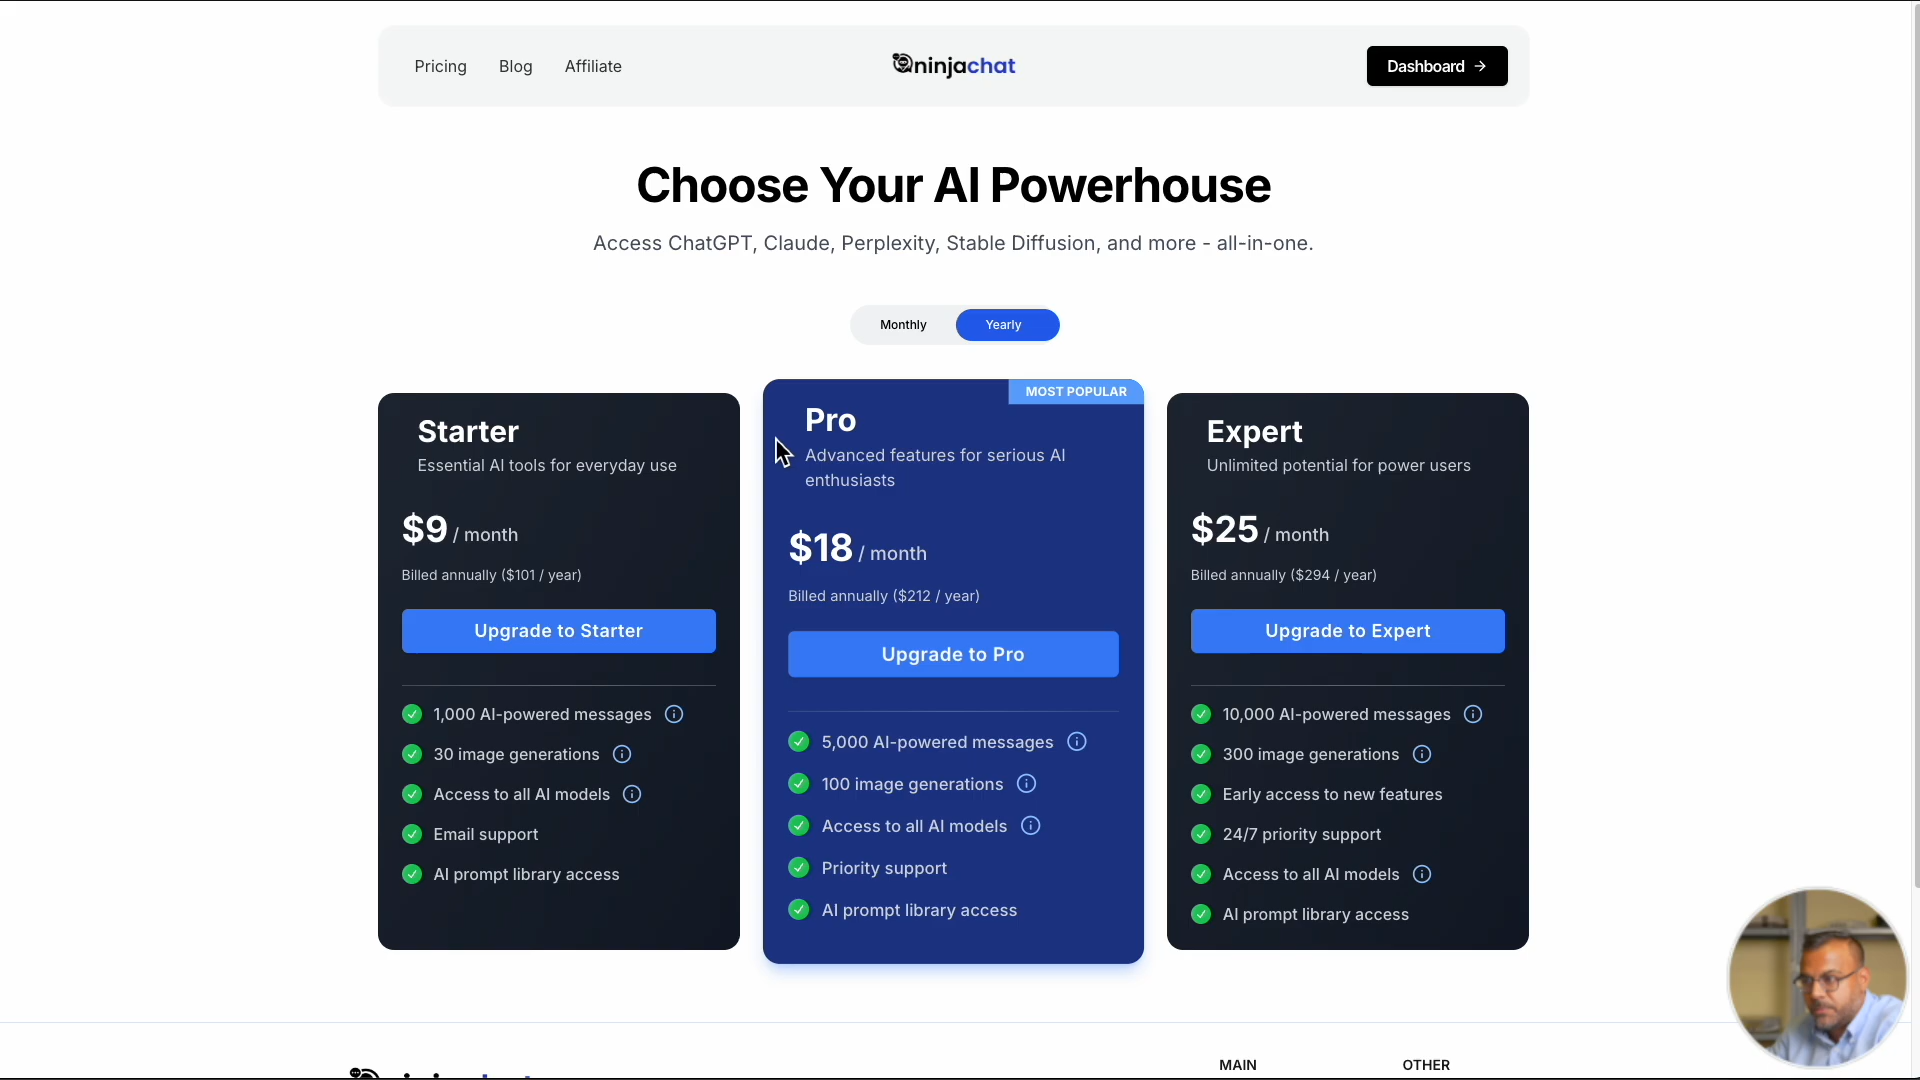 Pricing
Blog
Affiliate
ninjachat
Dashboard →
Choose Your AI Powerhouse
Access ChatGPT, Claude, Perplexity, Stable Diffusion, and more - all-in-one.
Monthly
Yearly
Starter
Essential AI tools for everyday use
$9 / month
Billed annually ($101 / year)
Upgrade to Starter
1,000 AI-powered messages
30 image generations
Access to all AI models
Email support
AI prompt library access
MOST POPULAR
Pro
Advanced features for serious AI
enthusiasts
$18 / month
Billed annually ($212 / year)
Upgrade to Pro
5,000 AI-powered messages
100 image generations
Access to all AI models
Priority support
AI prompt library access
Expert
Unlimited potential for power users
$25 / month
Billed annually ($294 / year)
Upgrade to Expert
10,000 AI-powered messages
300 image generations
Early access to new features
24/7 priority support
Access to all AI models
AI prompt library access
MAIN
OTHER